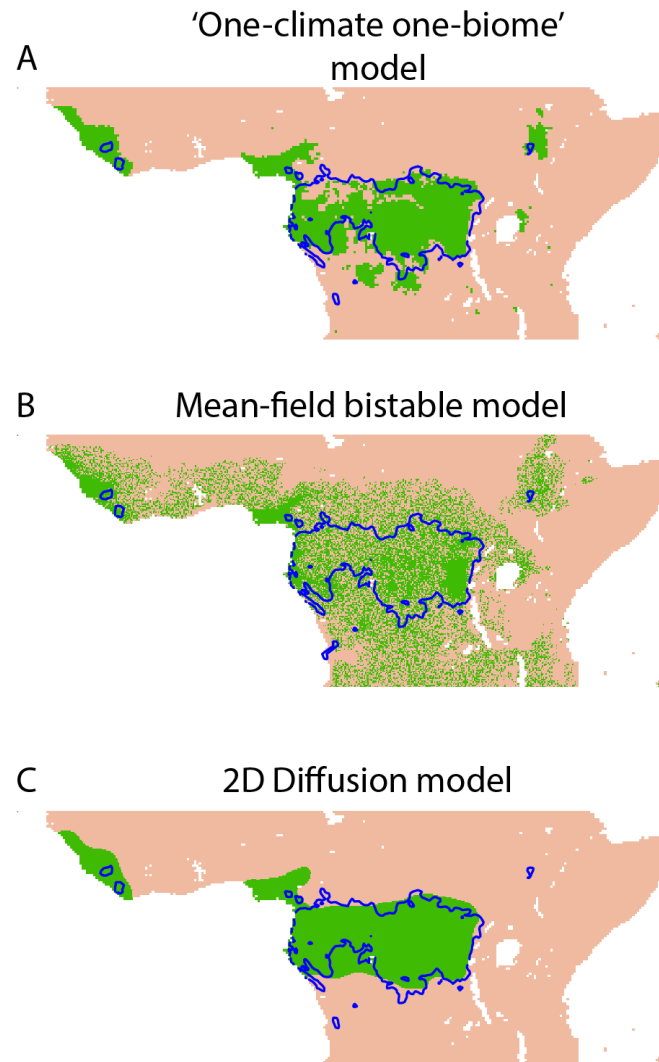 A
‘One-climate one-biome’
model
B
Mean-field bistable model
C
2D Diffusion model